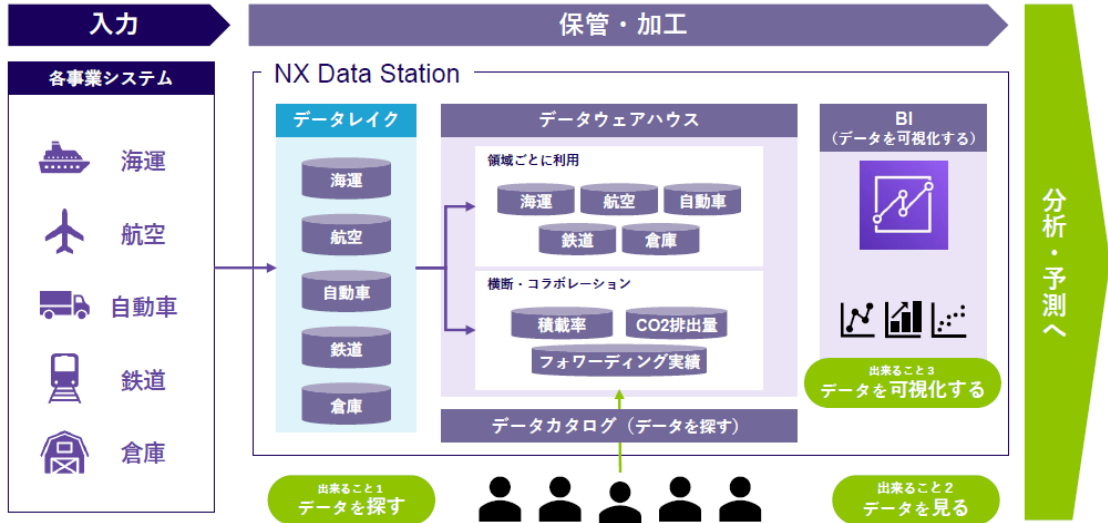 入力
保管・加工
各事業システム
海運
航空
自動車
鉄道
倉庫
NX Data Station
データレイク
海運
航空
自動車
鉄道
倉庫
データウェアハウス
領域ごとに利用
海運
航空
自動車
鉄道
倉庫
横断・コラボレーション
積載率
CO2排出量
フォワーディング実績
データカタログ（データを探す）
BI
（データを可視化する）
出来ること3
データを可視化する
出来ること1
データを探す
出来ること2
データを見る
分析・予測へ